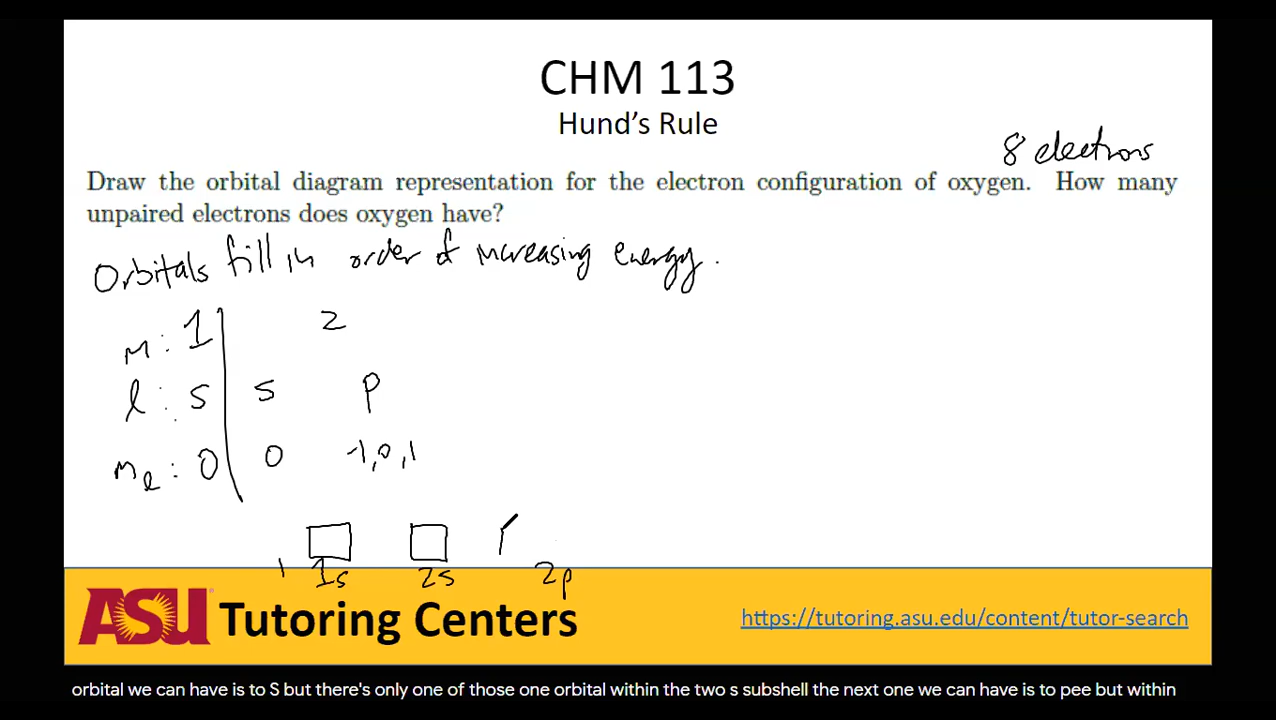 CHM 113
Hund's Rule
8 electrons
Draw the orbital diagram representation for the electron configuration of oxygen. How many
unpaired electrons does oxygen have?
Orbitals fill in order of increasing energy.
n: 1 2
l: s s p
mₗ: 0 0 -1,0,1
1s 2s 2p
ASU Tutoring Centers
https://tutoring.asu.edu/content/tutor-search
orbital we can have is to S but there's only one of those one orbital within the two s subshell the next one we can have is to pee but within